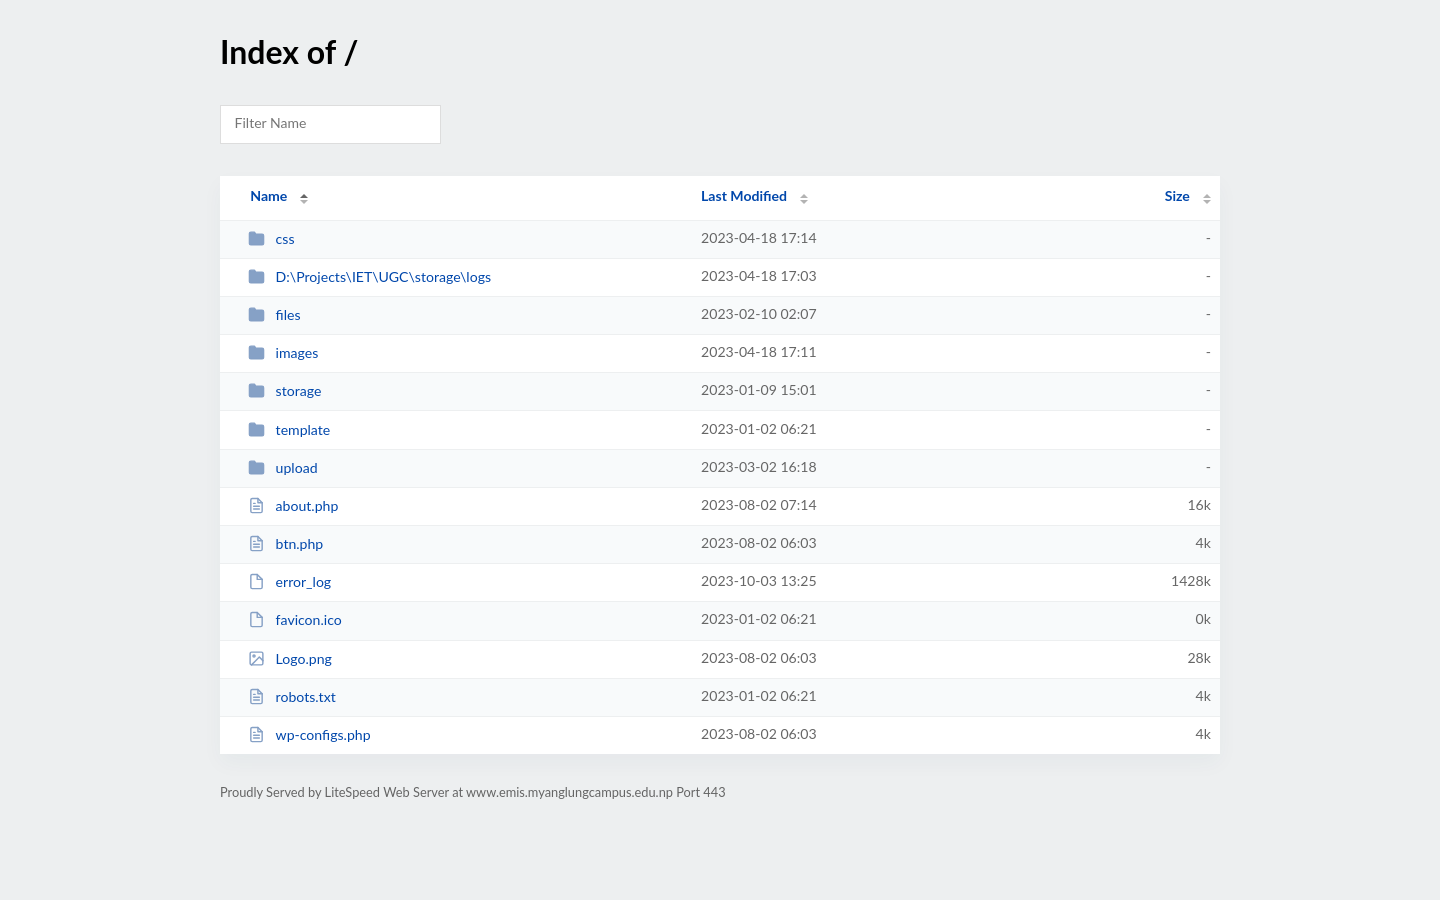 Index of /
Filter Name
Name Last Modified Size
css 2023-04-18 17:14 -
D:\Projects\IET\UGC\storage\logs 2023-04-18 17:03 -
files 2023-02-10 02:07 -
images 2023-04-18 17:11 -
storage 2023-01-09 15:01 -
template 2023-01-02 06:21 -
upload 2023-03-02 16:18 -
about.php 2023-08-02 07:14 16k
btn.php 2023-08-02 06:03 4k
error_log 2023-10-03 13:25 1428k
favicon.ico 2023-01-02 06:21 0k
Logo.png 2023-08-02 06:03 28k
robots.txt 2023-01-02 06:21 4k
wp-configs.php 2023-08-02 06:03 4k
Proudly Served by LiteSpeed Web Server at www.emis.myanglungcampus.edu.np Port 443